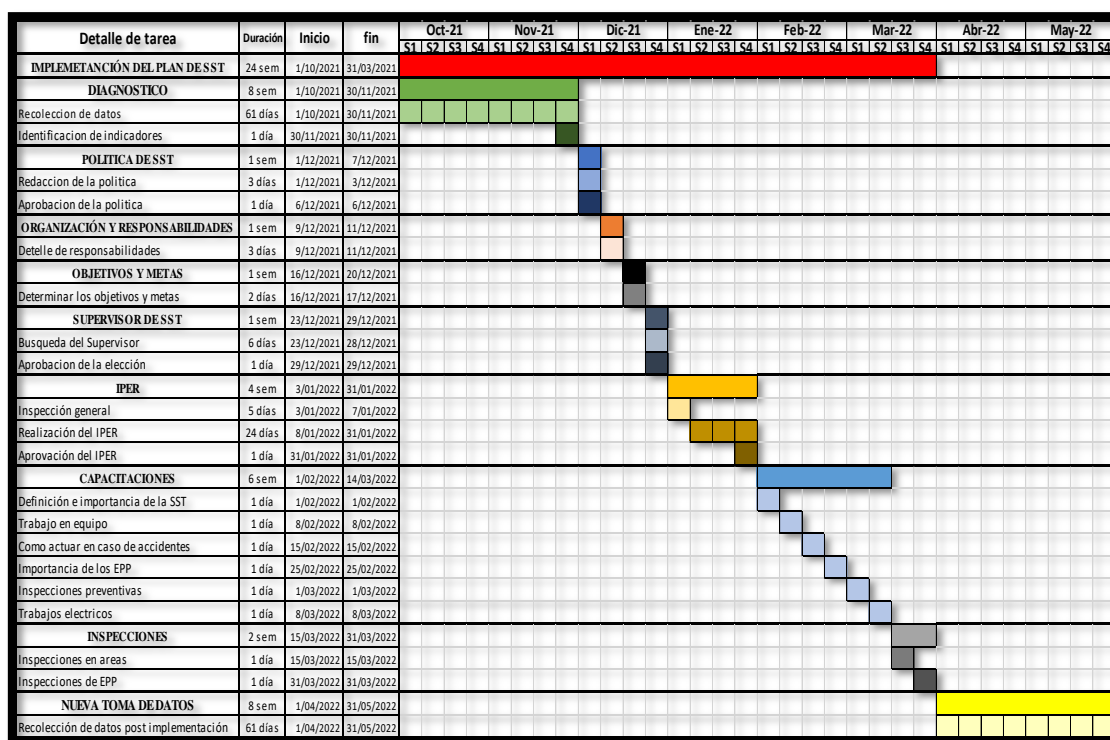 Detalle de tarea Duración Inicio fin Oct-21 Nov-21 Dic-21 Ene-22 Feb-22 Mar-22 Abr-22 May-22
S1 S2 S3 S4 S1 S2 S3 S4 S1 S2 S3 S4 S1 S2 S3 S4 S1 S2 S3 S4 S1 S2 S3 S4 S1 S2 S3 S4 S1 S2 S3 S4
IMPLEMETANCIÓN DEL PLAN DE SST 24 sem 1/10/2021 31/03/2021
DIAGNOSTICO 8 sem 1/10/2021 30/11/2021
Recoleccion de datos 61 días 1/10/2021 30/11/2021
Identificacion de indicadores 1 día 30/11/2021 30/11/2021
POLITICA DE SST 1 sem 1/12/2021 7/12/2021
Redaccion de la politica 3 días 1/12/2021 3/12/2021
Aprobacion de la politica 1 día 6/12/2021 6/12/2021
ORGANIZACIÓN Y RESPONSABILIDADES 1 sem 9/12/2021 11/12/2021
Detelle de responsabilidades 3 días 9/12/2021 11/12/2021
OBJETIVOS Y METAS 1 sem 16/12/2021 20/12/2021
Determinar los objetivos y metas 2 días 16/12/2021 17/12/2021
SUPERVISOR DE SST 1 sem 23/12/2021 29/12/2021
Busqueda del Supervisor 6 días 23/12/2021 28/12/2021
Aprobacion de la elección 1 día 29/12/2021 29/12/2021
IPER 4 sem 3/01/2022 31/01/2022
Inspección general 5 días 3/01/2022 7/01/2022
Realización del IPER 24 días 8/01/2022 31/01/2022
Aprovación del IPER 1 día 31/01/2022 31/01/2022
CAPACITACIONES 6 sem 1/02/2022 14/03/2022
Definición e importancia de la SST 1 día 1/02/2022 1/02/2022
Trabajo en equipo 1 día 8/02/2022 8/02/2022
Como actuar en caso de accidentes 1 día 15/02/2022 15/02/2022
Importancia de los EPP 1 día 25/02/2022 25/02/2022
Inspecciones preventivas 1 día 1/03/2022 1/03/2022
Trabajos electricos 1 día 8/03/2022 8/03/2022
INSPECCIONES 2 sem 15/03/2022 31/03/2022
Inspecciones en areas 1 día 15/03/2022 15/03/2022
Inspecciones de EPP 1 día 31/03/2022 31/03/2022
NUEVA TOMA DE DATOS 8 sem 1/04/2022 31/05/2022
Recolección de datos post implementación 61 días 1/04/2022 31/05/2022